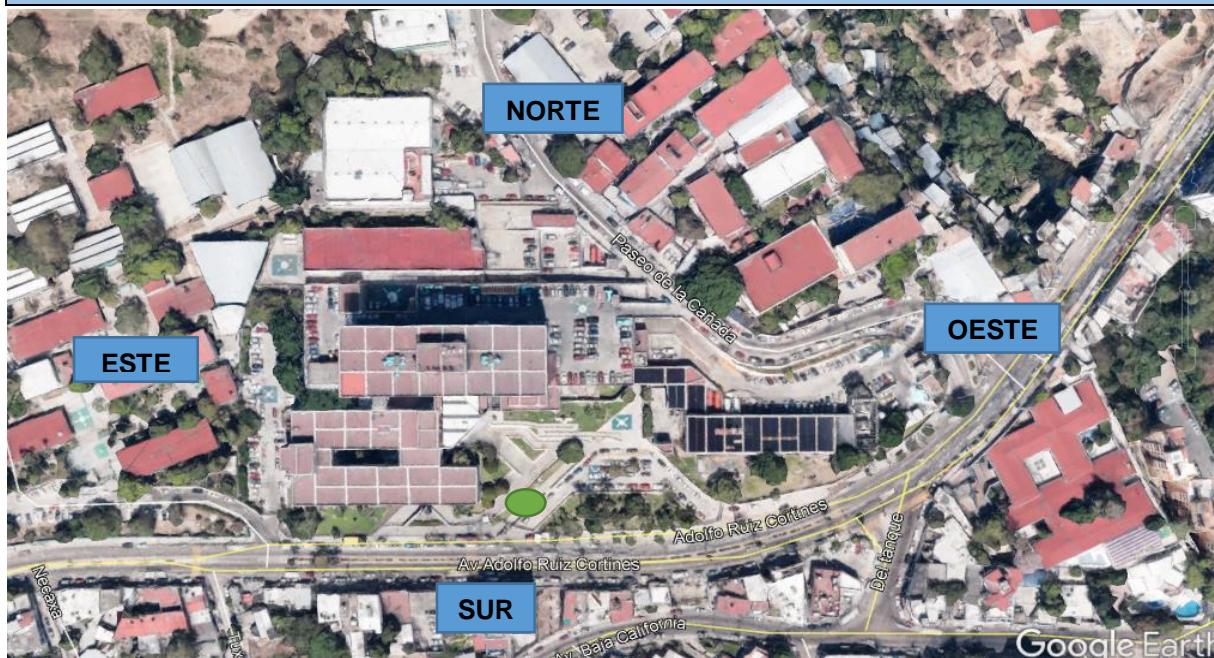 NORTE
Paseo de la Cañada
OESTE
ESTE
Adolfo Ruiz Cortines
Av Adolfo Ruiz Cortines
Del tanque
Necaxa
Tux
SUR
Av. Baja California
Google Earth